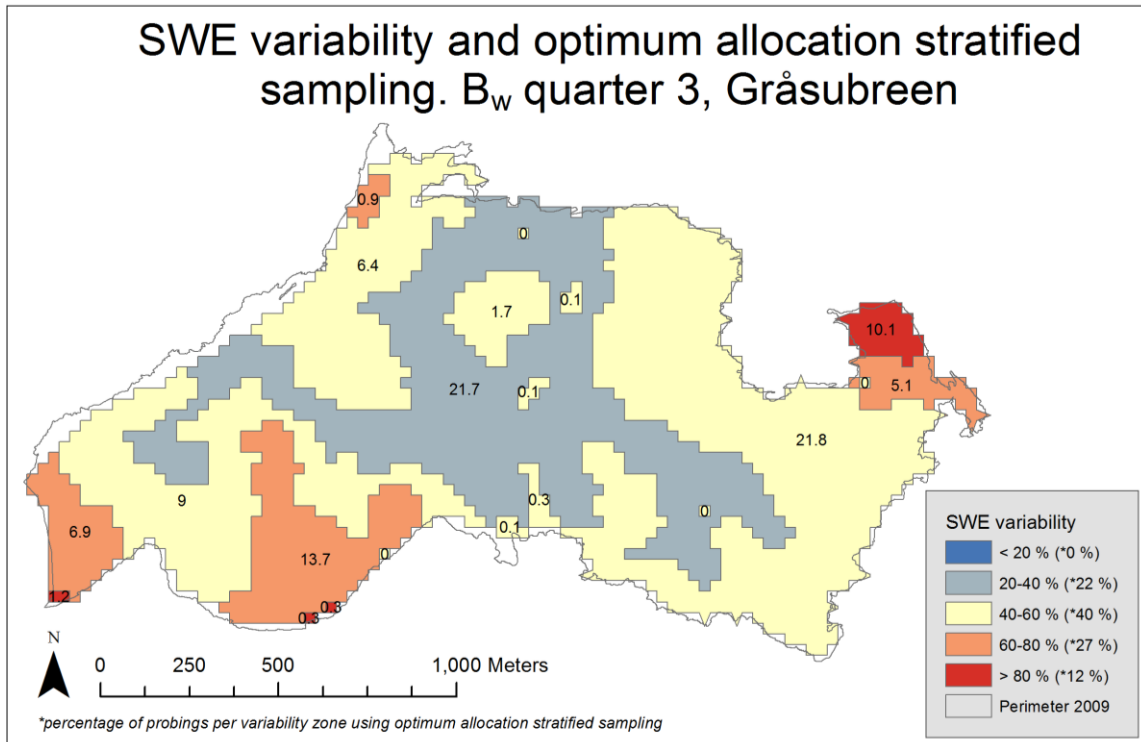 SWE variability and optimum allocation stratified
sampling. Bw quarter 3, Gråsubreen
0.9
0
6.4
0.1
1.7
10.1
0
5.1
0.1
21.7
21.8
9
0.3
0
6.9
0.1
0
13.7
1.2
0.3
0.3
N
0 250 500 1,000 Meters
*percentage of probings per variability zone using optimum allocation stratified sampling
SWE variability
< 20 % (*0 %)
20-40 % (*22 %)
40-60 % (*40 %)
60-80 % (*27 %)
> 80 % (*12 %)
Perimeter 2009